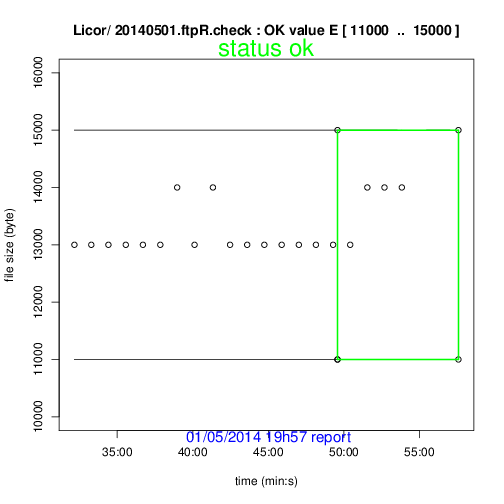 Licor/ 20140501.ftpR.check : OK value E [ 11000 .. 15000 ]
status ok
16000
15000
14000
13000
12000
11000
10000
file size (byte)
01/05/2014 19h57 report
35:00 40:00 45:00 50:00 55:00
time (min:s)